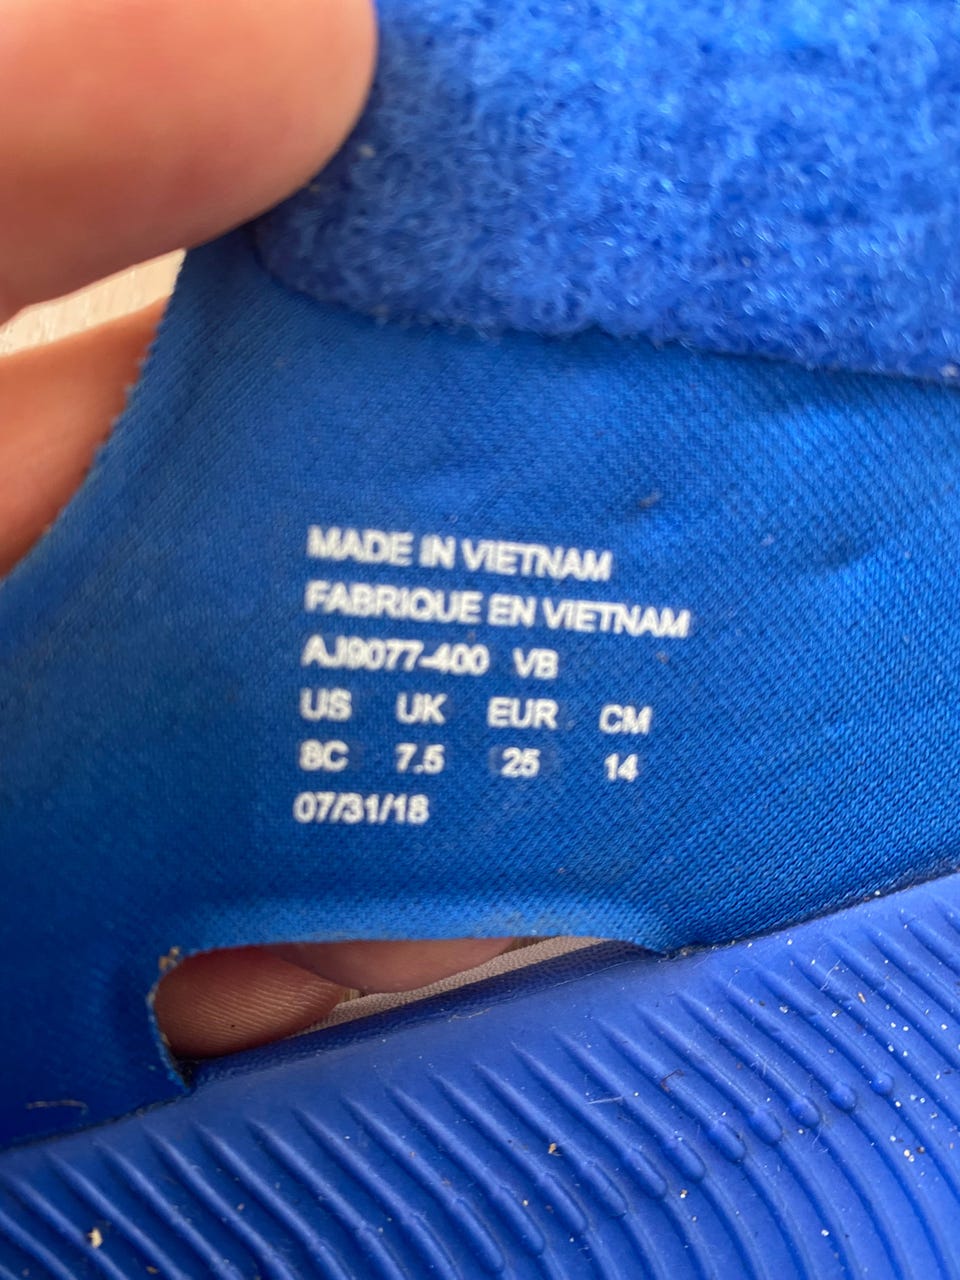 MADE IN VIETNAM
FABRIQUE EN VIETNAM
AJ9077-400 VB
US UK EUR CM
8C 7.5 25 14
07/31/18